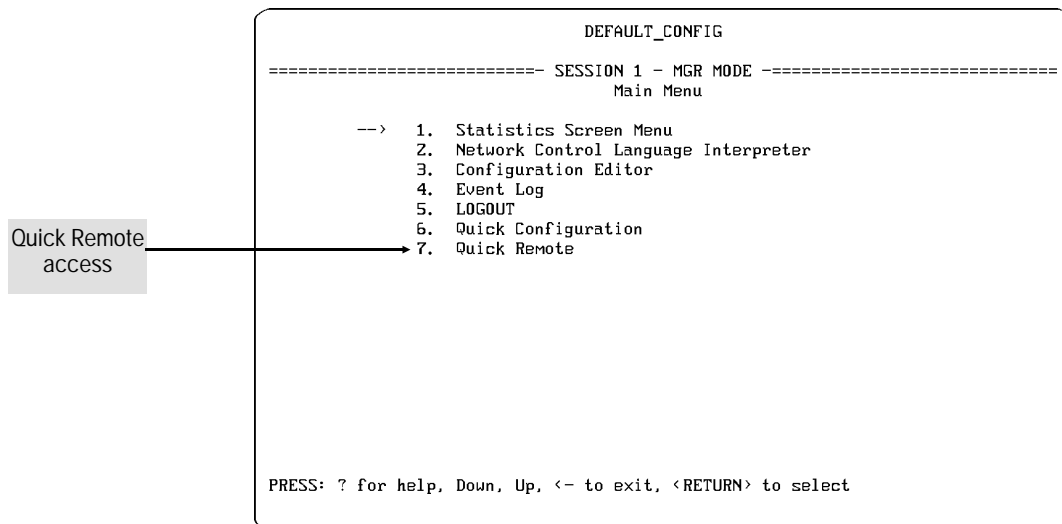 DEFAULT_CONFIG
===========================- SESSION 1 - MGR MODE -=============================
Main Menu
--> 1. Statistics Screen Menu
2. Network Control Language Interpreter
3. Configuration Editor
4. Event Log
5. LOGOUT
6. Quick Configuration
7. Quick Remote
Quick Remote
access
PRESS: ? for help, Down, Up, <- to exit, <RETURN> to select